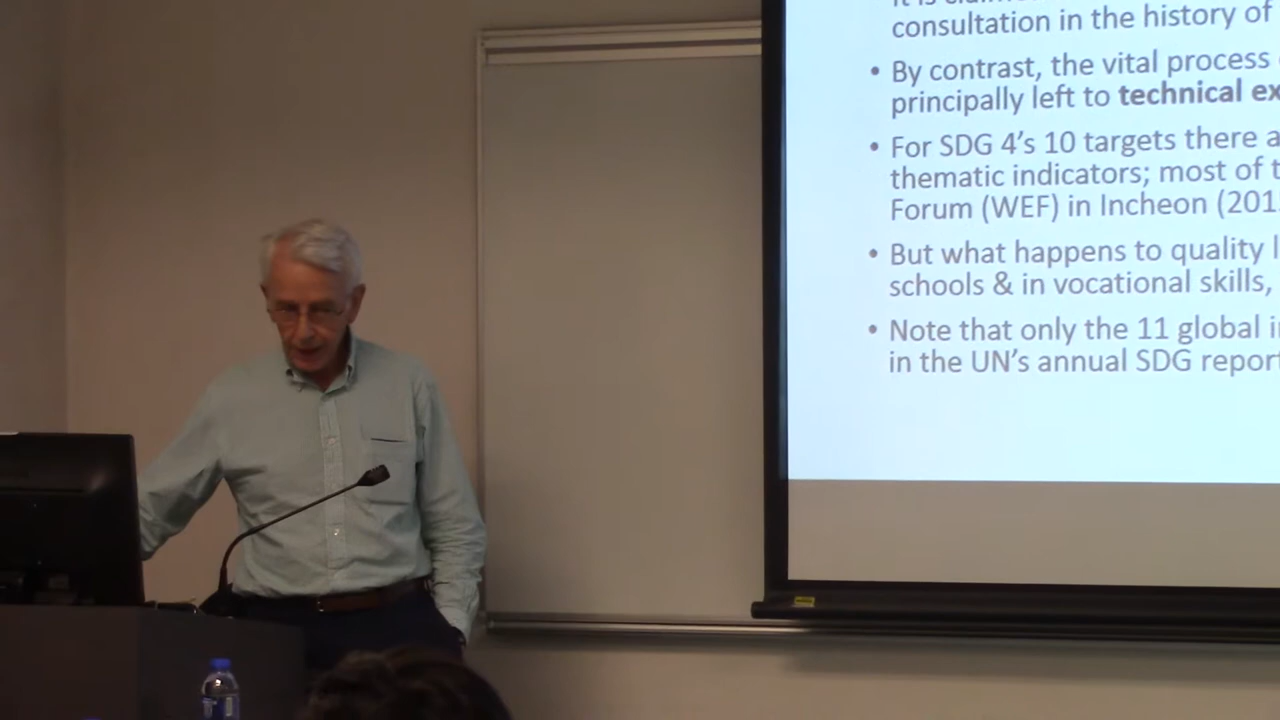 consultation in the history of
• By contrast, the vital process
principally left to technical ex
• For SDG 4's 10 targets there a
thematic indicators; most of t
Forum (WEF) in Incheon (201
• But what happens to quality l
schools & in vocational skills,
• Note that only the 11 global i
in the UN's annual SDG report